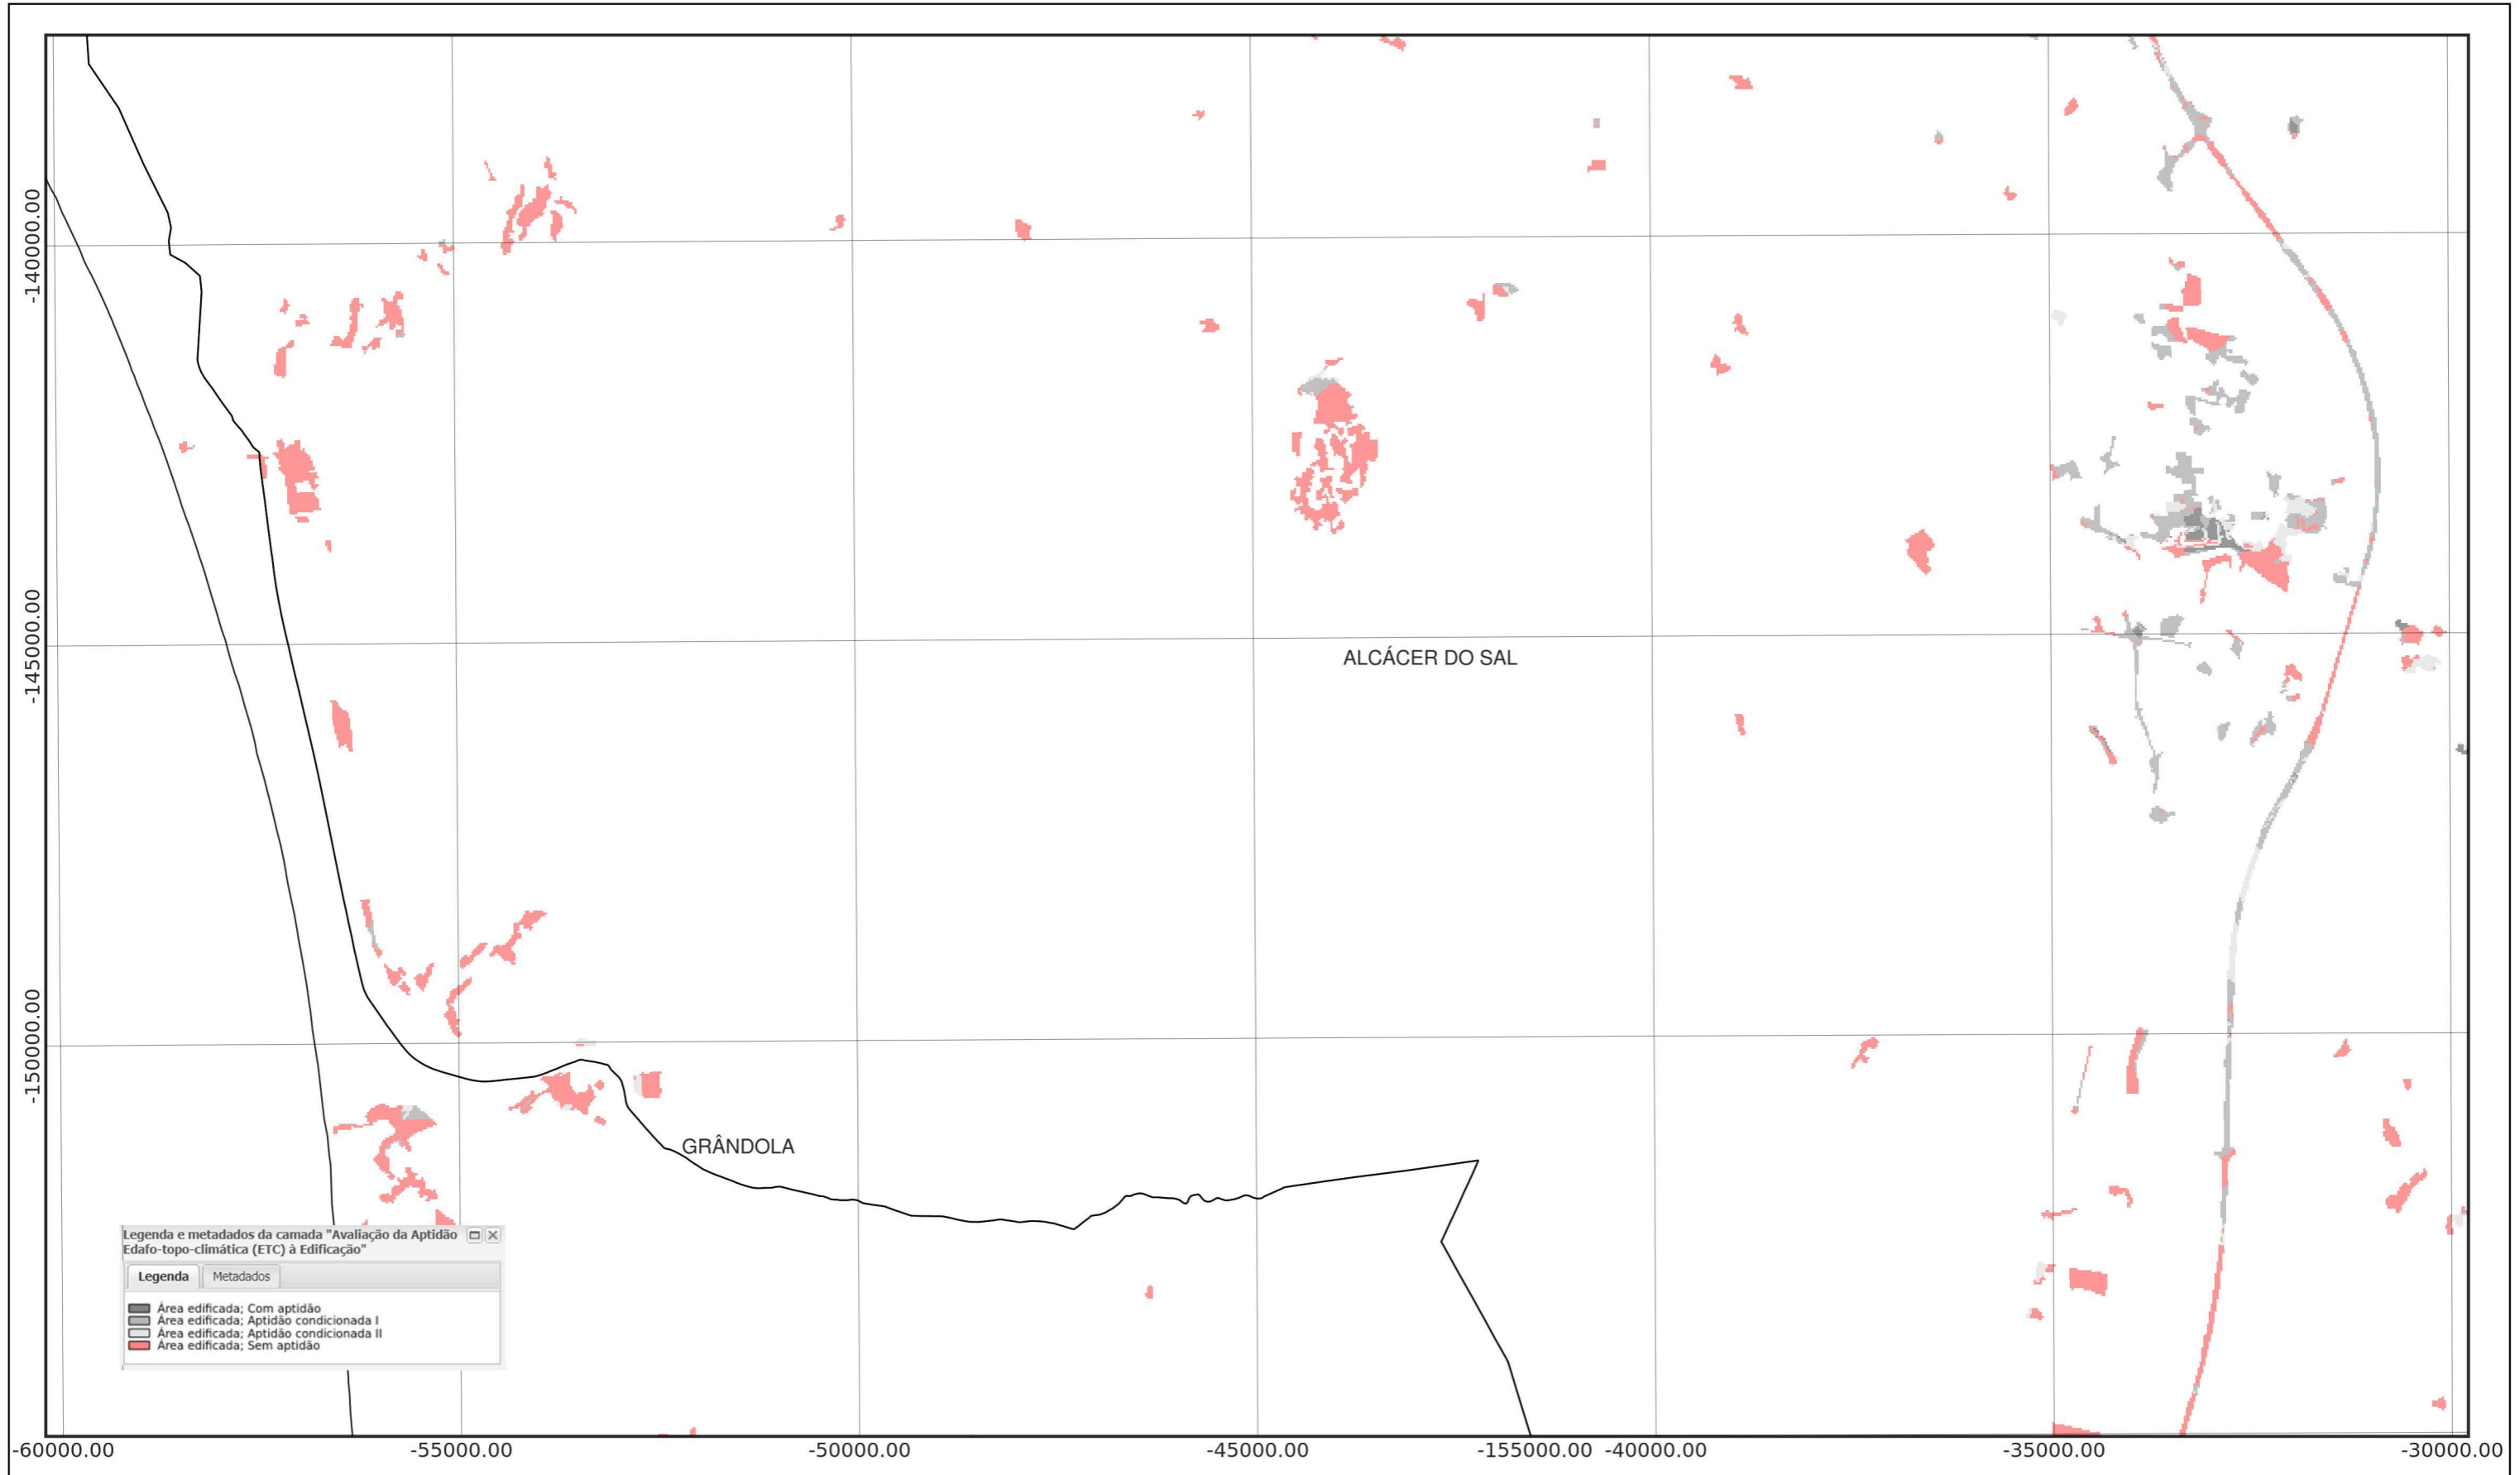 -140000.00
-145000.00
-150000.00
ALCÁCER DO SAL
GRÂNDOLA
Legenda e metadados da camada "Avaliação da Aptidão
Edafo-topo-climática (ETC) à Edificação"
Legenda
Metadados
Área edificada; Com aptidão
Área edificada; Aptidão condicionada I
Área edificada; Aptidão condicionada II
Área edificada; Sem aptidão
-60000.00
-55000.00
-50000.00
-45000.00
-155000.00
-40000.00
-35000.00
-30000.00